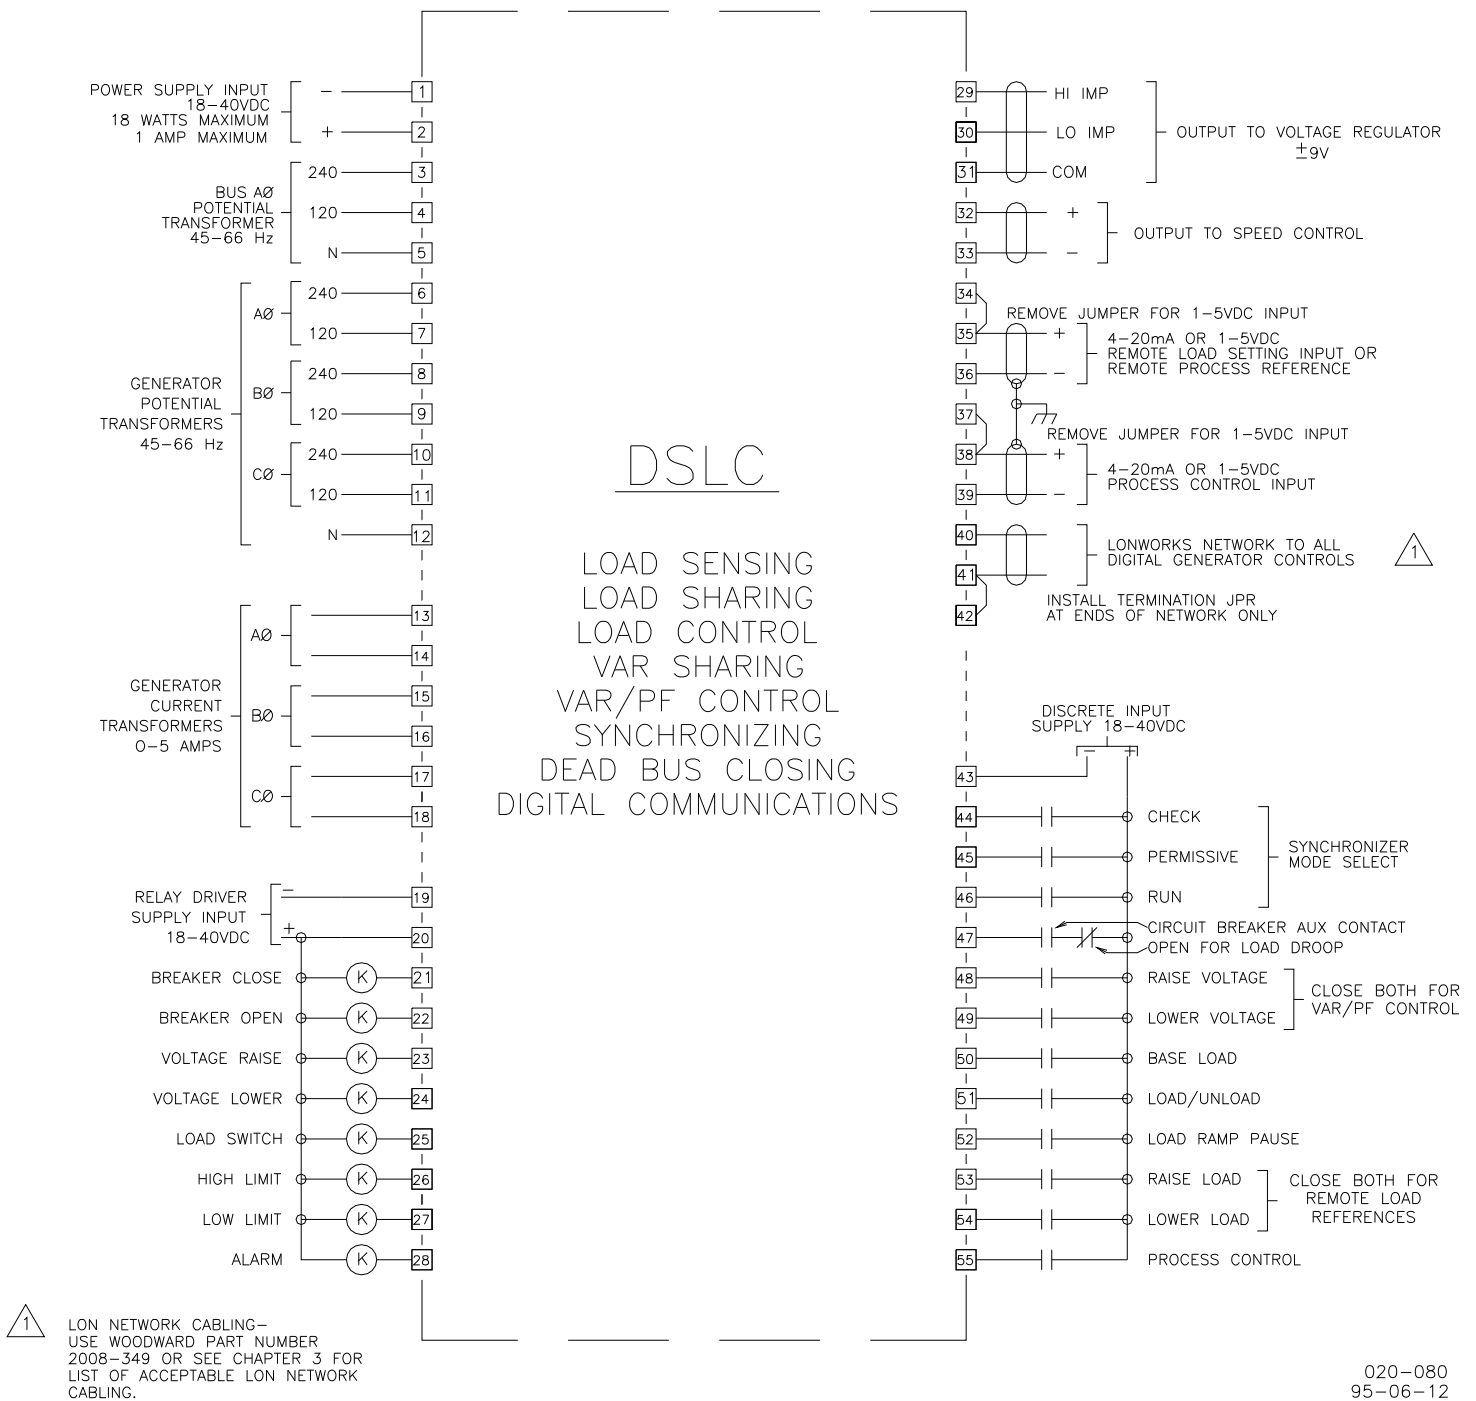 POWER SUPPLY INPUT
18-40VDC
18 WATTS MAXIMUM
1 AMP MAXIMUM
− 1
+ 2
BUS AØ
POTENTIAL
TRANSFORMER
45-66 Hz
240 3
120 4
N 5
GENERATOR
POTENTIAL
TRANSFORMERS
45-66 Hz
AØ
240 6
120 7
BØ
240 8
120 9
CØ
240 10
120 11
N 12
GENERATOR
CURRENT
TRANSFORMERS
0-5 AMPS
AØ
13
14
BØ
15
16
CØ
17
18
RELAY DRIVER
SUPPLY INPUT
18-40VDC
− 19
+ 20
BREAKER CLOSE K 21
BREAKER OPEN K 22
VOLTAGE RAISE K 23
VOLTAGE LOWER K 24
LOAD SWITCH K 25
HIGH LIMIT K 26
LOW LIMIT K 27
ALARM K 28
DSLC
LOAD SENSING
LOAD SHARING
LOAD CONTROL
VAR SHARING
VAR/PF CONTROL
SYNCHRONIZING
DEAD BUS CLOSING
DIGITAL COMMUNICATIONS
29 HI IMP
30 LO IMP
31 COM
OUTPUT TO VOLTAGE REGULATOR
±9V
32 +
33 −
OUTPUT TO SPEED CONTROL
34
REMOVE JUMPER FOR 1-5VDC INPUT
35 +
36 −
4-20mA OR 1-5VDC
REMOTE LOAD SETTING INPUT OR
REMOTE PROCESS REFERENCE
37
REMOVE JUMPER FOR 1-5VDC INPUT
38 +
39 −
4-20mA OR 1-5VDC
PROCESS CONTROL INPUT
40
41
42
LONWORKS NETWORK TO ALL
DIGITAL GENERATOR CONTROLS
1
INSTALL TERMINATION JPR
AT ENDS OF NETWORK ONLY
DISCRETE INPUT
SUPPLY 18-40VDC
− +
43
44 CHECK
45 PERMISSIVE
46 RUN
SYNCHRONIZER
MODE SELECT
47 CIRCUIT BREAKER AUX CONTACT
OPEN FOR LOAD DROOP
48 RAISE VOLTAGE
49 LOWER VOLTAGE
CLOSE BOTH FOR
VAR/PF CONTROL
50 BASE LOAD
51 LOAD/UNLOAD
52 LOAD RAMP PAUSE
53 RAISE LOAD
54 LOWER LOAD
CLOSE BOTH FOR
REMOTE LOAD
REFERENCES
55 PROCESS CONTROL
1
LON NETWORK CABLING-
USE WOODWARD PART NUMBER
2008-349 OR SEE CHAPTER 3 FOR
LIST OF ACCEPTABLE LON NETWORK
CABLING.
020-080
95-06-12